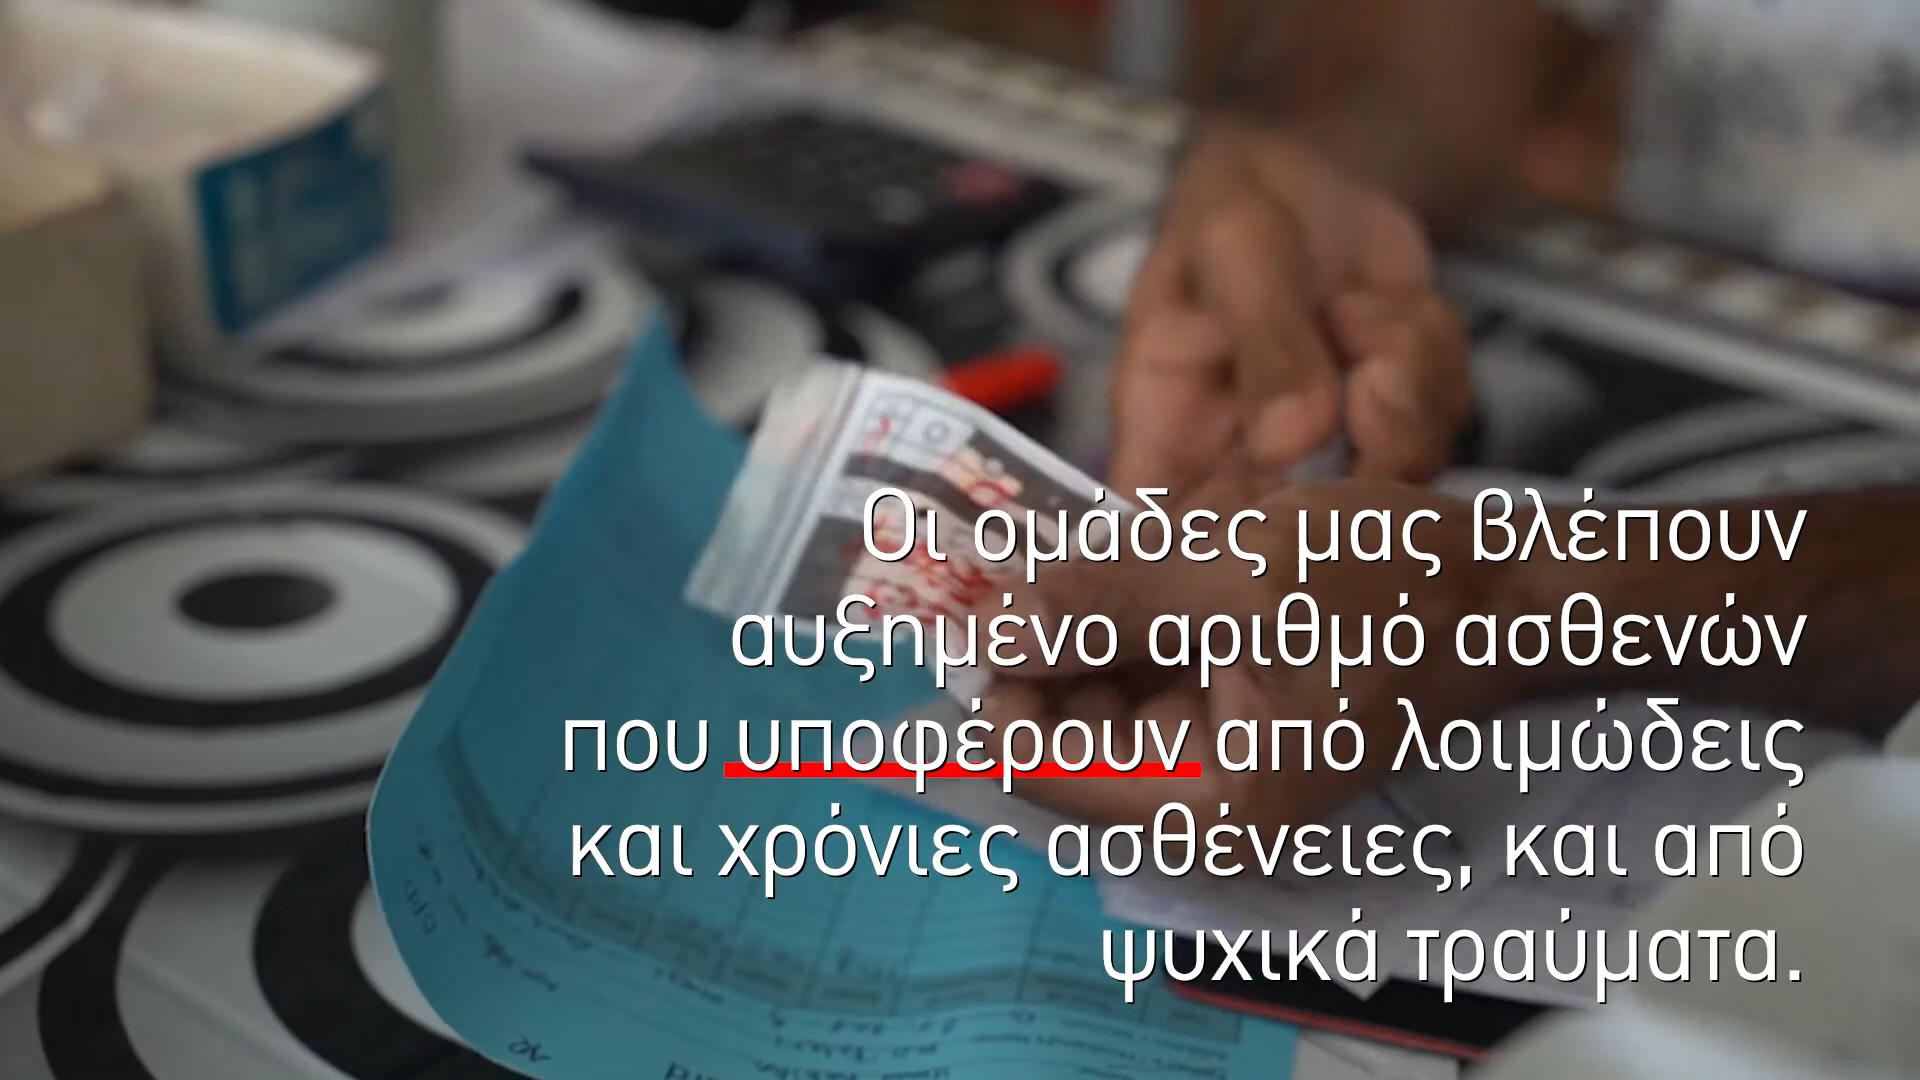 Οι ομάδες μας βλέπουν
αυξημένο αριθμό ασθενών
που υποφέρουν από λοιμώδεις
και χρόνιες ασθένειες, και από
ψυχικά τραύματα.